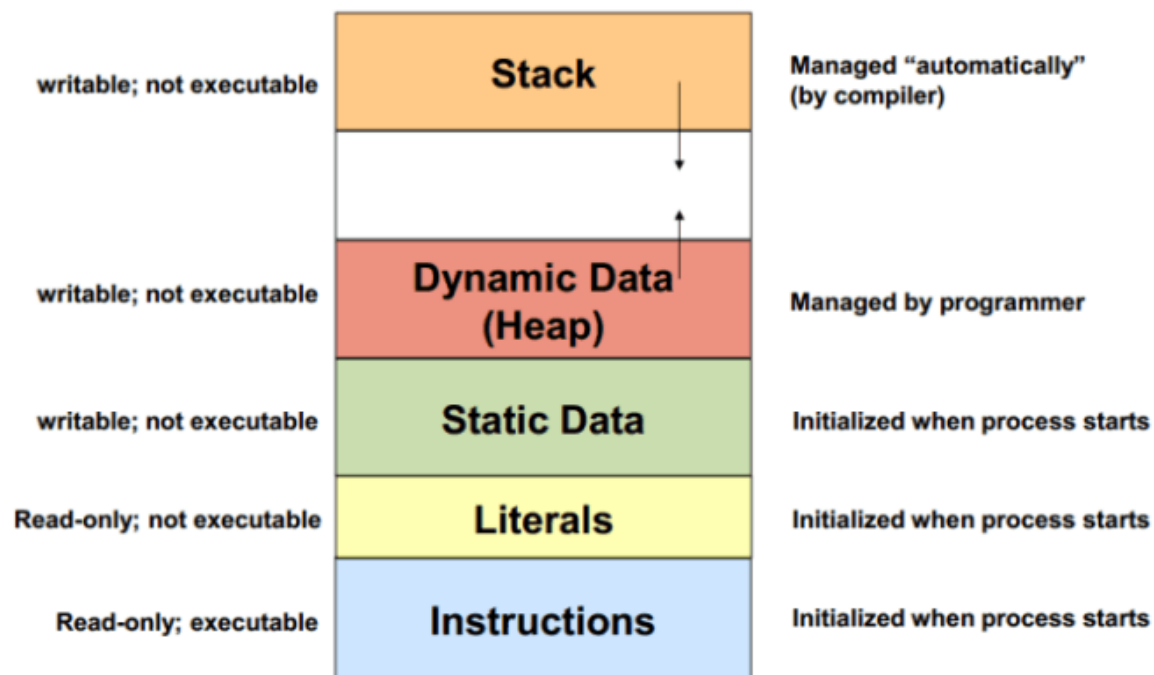 writable; not executable
Stack
Managed “automatically”
(by compiler)
writable; not executable
Dynamic Data
(Heap)
Managed by programmer
writable; not executable
Static Data
Initialized when process starts
Read-only; not executable
Literals
Initialized when process starts
Read-only; executable
Instructions
Initialized when process starts